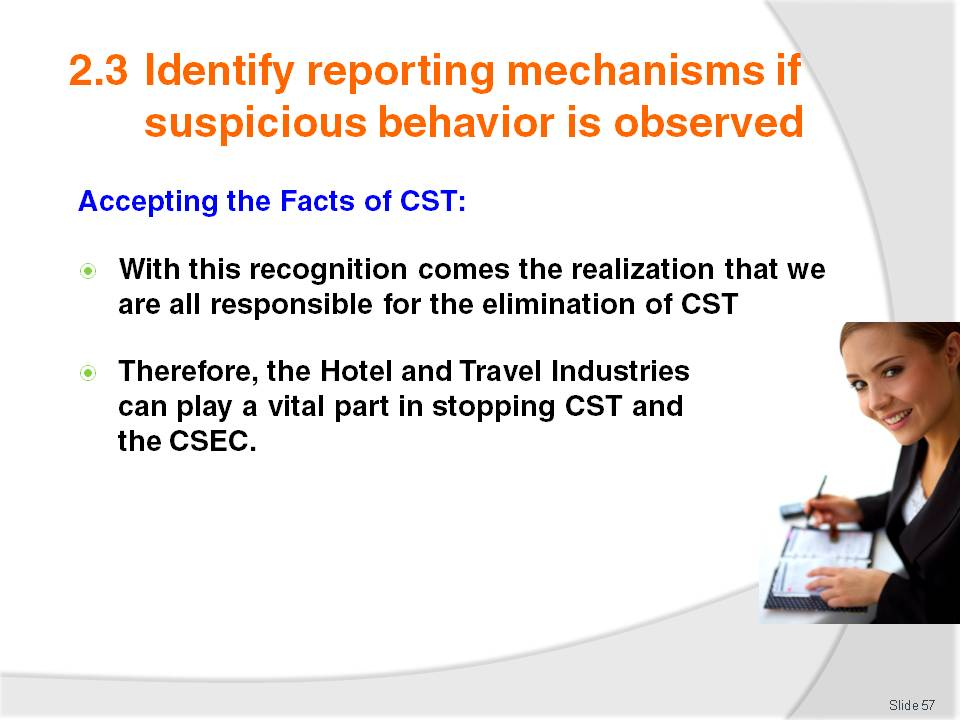 2.3 Identify reporting mechanisms if
suspicious behavior is observed
Accepting the Facts of CST:
With this recognition comes the realization that we
are all responsible for the elimination of CST
Therefore, the Hotel and Travel Industries
can play a vital part in stopping CST and
the CSEC.
Slide 57